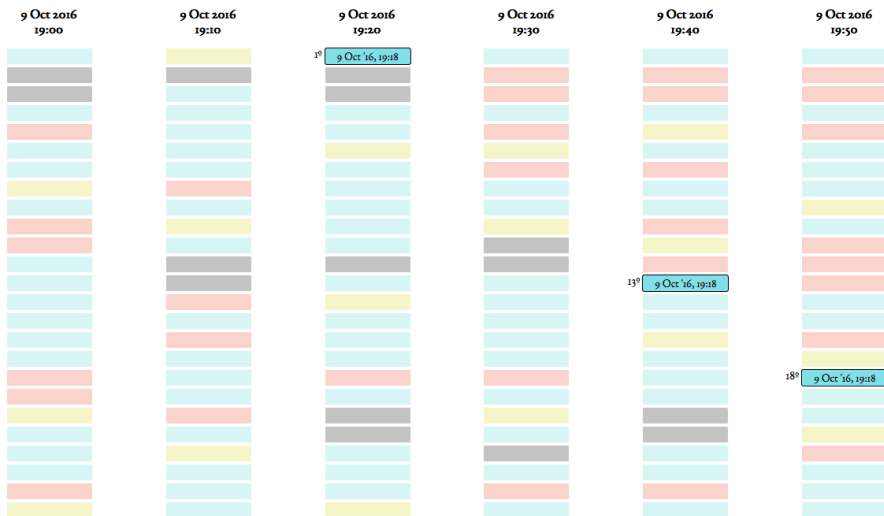 9 Oct 2016
19:00
9 Oct 2016
19:10
9 Oct 2016
19:20
9 Oct 2016
19:30
9 Oct 2016
19:40
9 Oct 2016
19:50
1º 9 Oct '16, 19:18
13º 9 Oct '16, 19:18
18º 9 Oct '16, 19:18